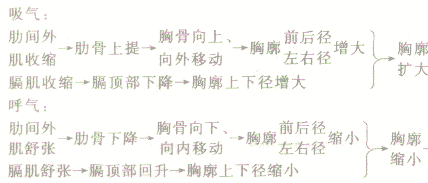 吸气：
肋间外肌收缩→肋骨上提→胸骨向上、向外移动→胸廓前后径左右径增大
膈肌收缩→膈顶部下降→胸廓上下径增大
胸廓扩大
呼气：
肋间外肌舒张→肋骨下降→胸骨向下、向内移动→胸廓前后径左右径缩小
膈肌舒张→膈顶部回升→胸廓上下径缩小
胸廓缩小